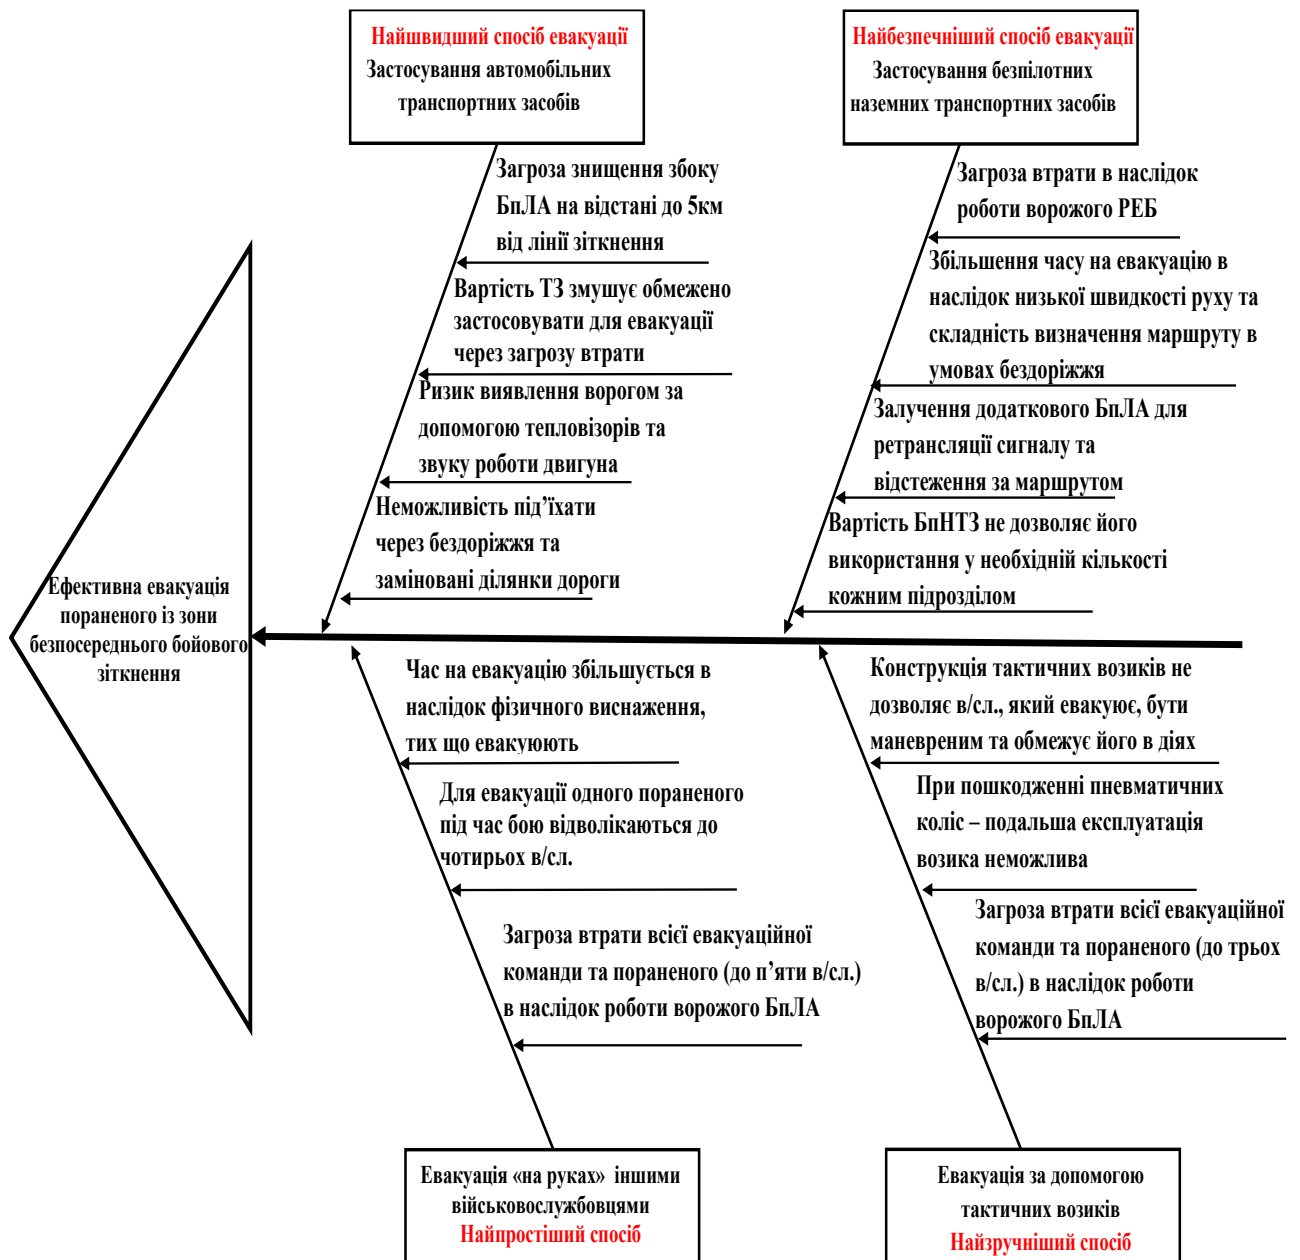 Найшвидший спосіб евакуації
Застосування автомобільних
транспортних засобів
Найбезпечніший спосіб евакуації
Застосування безпілотних
наземних транспортних засобів
Загроза знищення збоку
БпЛА на відстані до 5км
від лінії зіткнення
Вартість ТЗ змушує обмежено
застосовувати для евакуації
через загрозу втрати
Ризик виявлення ворогом за
допомогою тепловізорів та
звуку роботи двигуна
Неможливість під’їхати
через бездоріжжя та
заміновані ділянки дороги
Загроза втрати в наслідок
роботи ворожого РЕБ
Збільшення часу на евакуацію в
наслідок низької швидкості руху та
складність визначення маршруту в
умовах бездоріжжя
Залучення додаткового БпЛА для
ретрансляції сигналу та
відстеження за маршрутом
Вартість БпНТЗ не дозволяє його
використання у необхідній кількості
кожним підрозділом
Ефективна евакуація
пораненого із зони
безпосереднього бойового
зіткнення
Час на евакуацію збільшується в
наслідок фізичного виснаження,
тих що евакуюють
Для евакуації одного пораненого
під час бою відволікаються до
чотирьох в/сл.
Загроза втрати всієї евакуаційної
команди та пораненого (до п’яти в/сл.)
в наслідок роботи ворожого БпЛА
Конструкція тактичних возиків не
дозволяє в/сл., який евакуює, бути
маневреним та обмежує його в діях
При пошкодженні пневматичних
коліс – подальша експлуатація
возика неможлива
Загроза втрати всієї евакуаційної
команди та пораненого (до трьох
в/сл.) в наслідок роботи
ворожого БпЛА
Евакуація «на руках» іншими
військовослужбовцями
Найпростіший спосіб
Евакуація за допомогою
тактичних возиків
Найзручніший спосіб